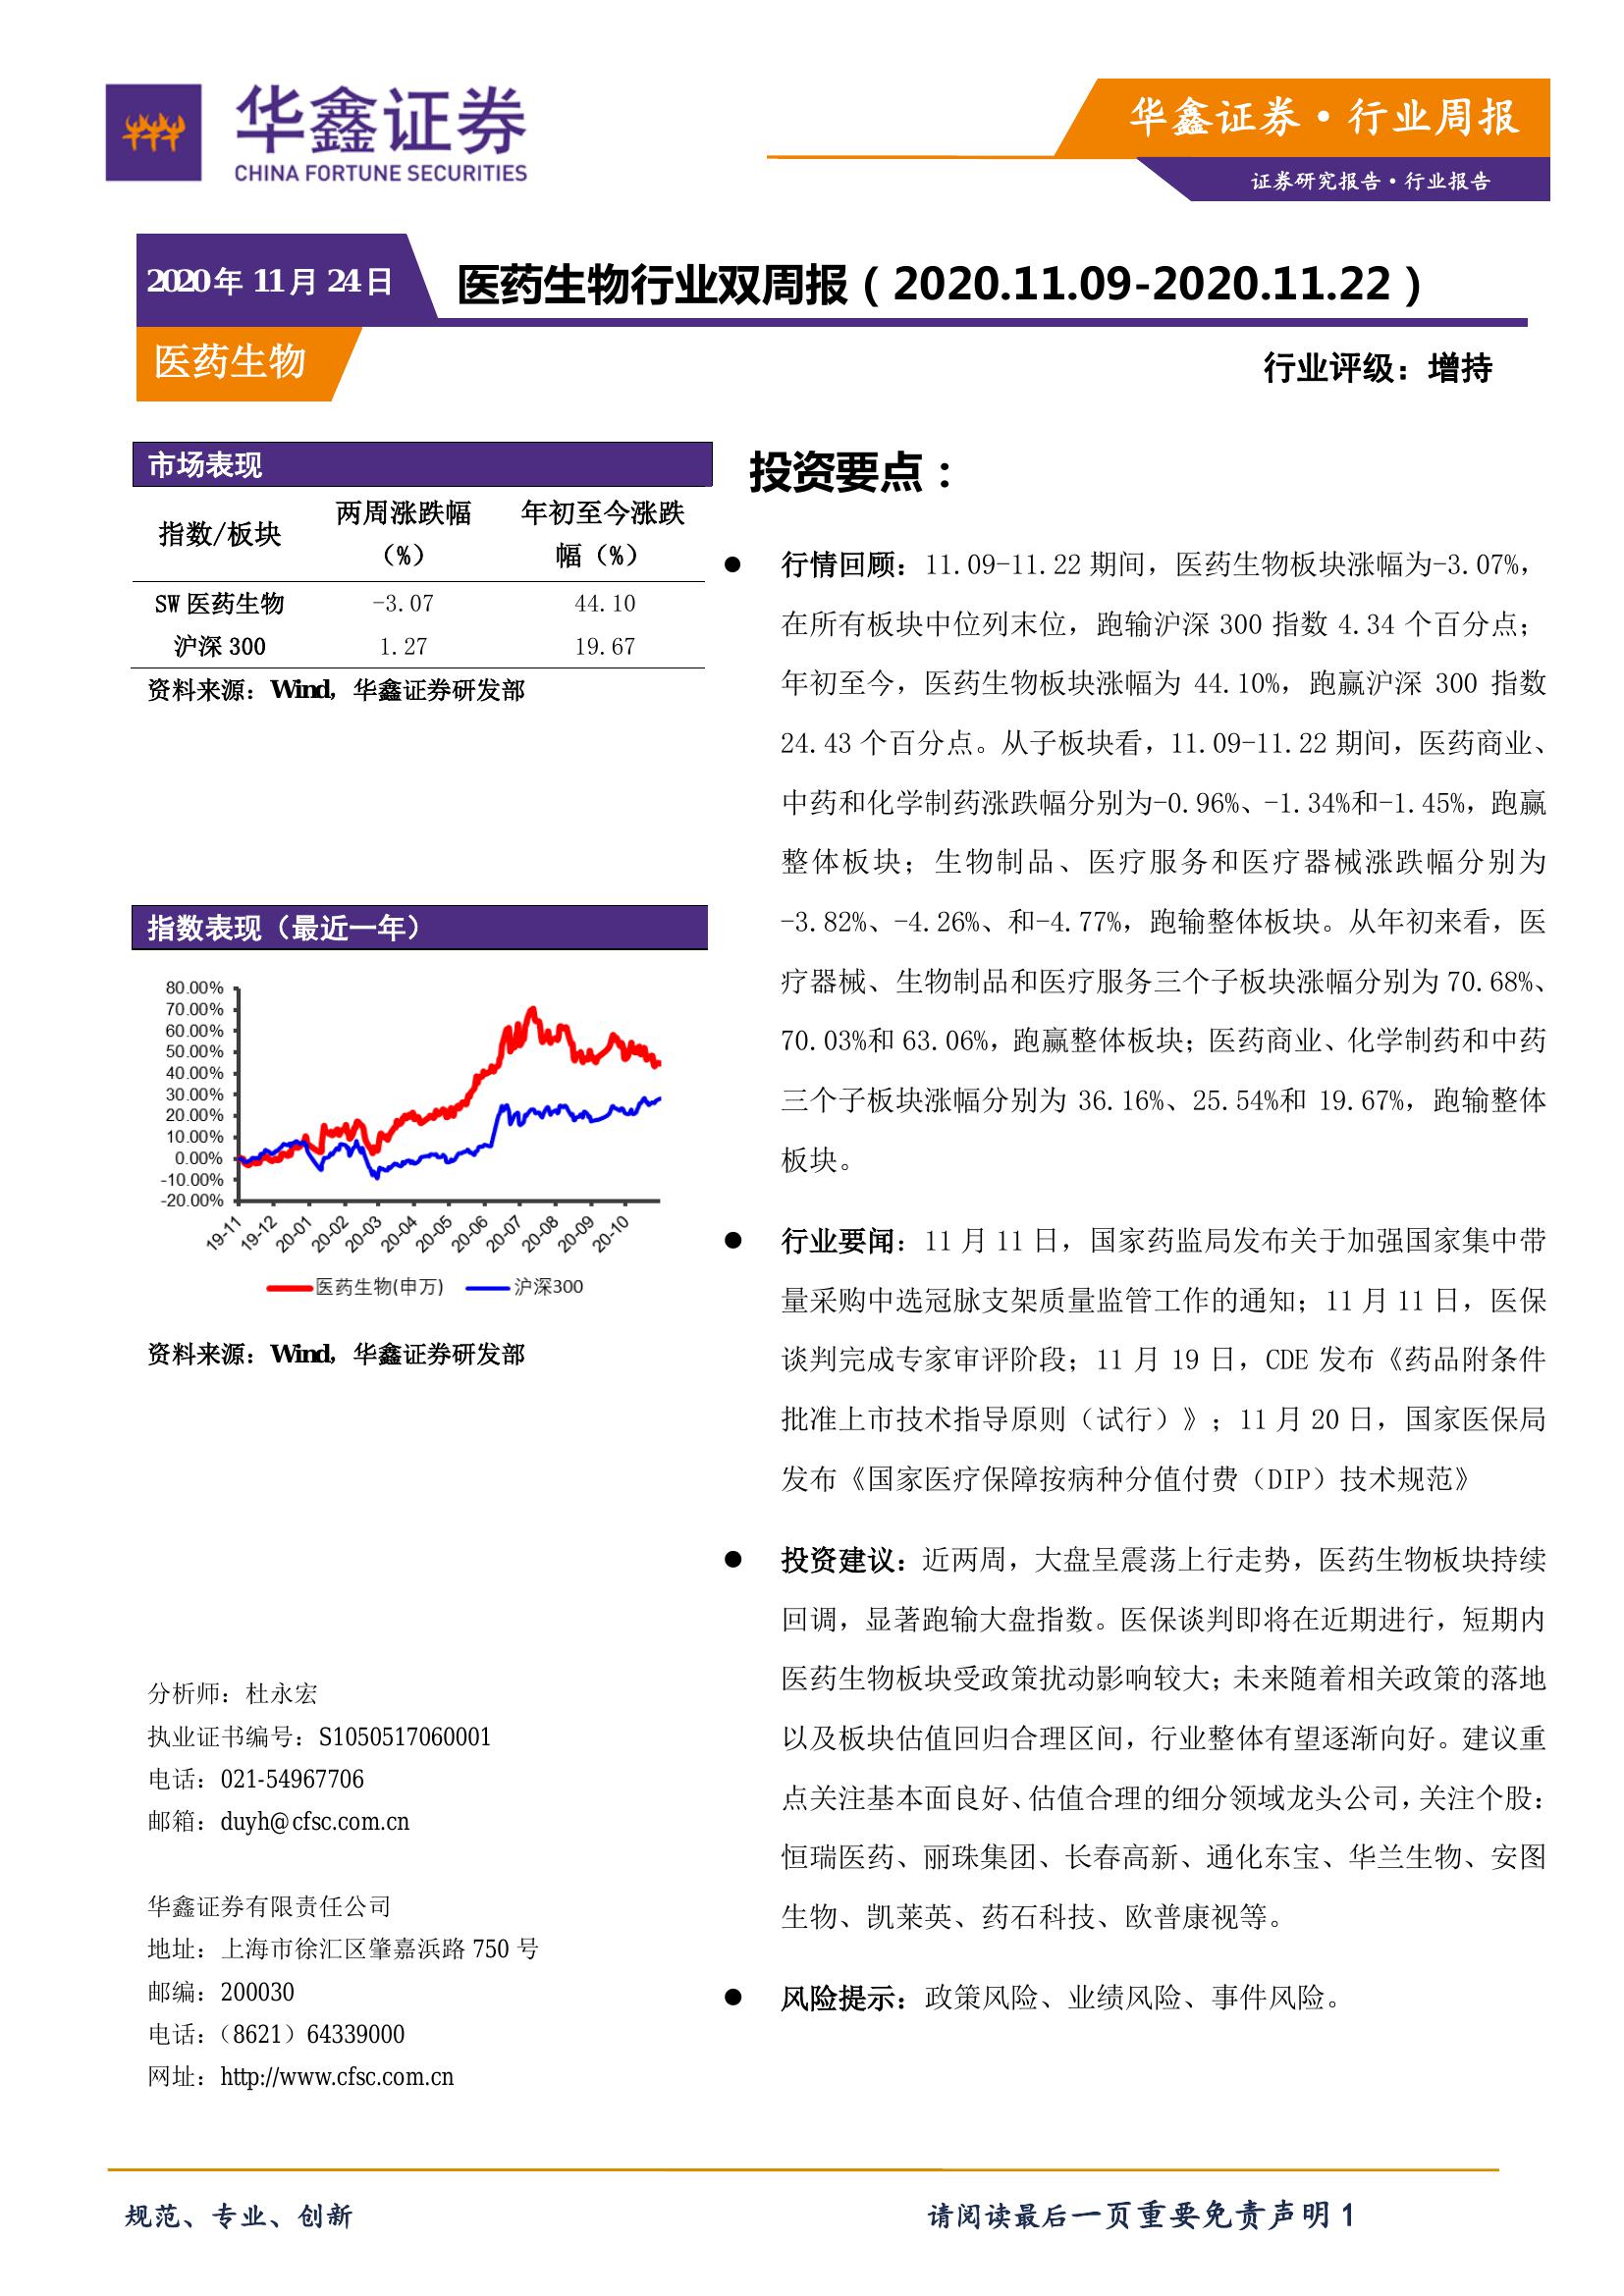 华鑫证券
CHINA FORTUNE SECURITIES
华鑫证券·行业周报
证券研究报告·行业报告
2020年11月24日
医药生物行业双周报（2020.11.09-2020.11.22）
医药生物
行业评级：增持
市场表现
指数/板块 两周涨跌幅（%） 年初至今涨跌幅（%）
SW医药生物 -3.07 44.10
沪深300 1.27 19.67
资料来源：Wind，华鑫证券研发部
指数表现（最近一年）
80.00%
70.00%
60.00%
50.00%
40.00%
30.00%
20.00%
10.00%
0.00%
-10.00%
-20.00%
19-11 19-12 20-01 20-02 20-03 20-04 20-05 20-06 20-07 20-08 20-09 20-10
医药生物(申万) 沪深300
资料来源：Wind，华鑫证券研发部
分析师：杜永宏
执业证书编号：S1050517060001
电话：021-54967706
邮箱：duyh@cfsc.com.cn
华鑫证券有限责任公司
地址：上海市徐汇区肇嘉浜路750号
邮编：200030
电话：（8621）64339000
网址：http://www.cfsc.com.cn
投资要点：
● 行情回顾：11.09-11.22期间，医药生物板块涨幅为-3.07%，
在所有板块中位列末位，跑输沪深300指数4.34个百分点；
年初至今，医药生物板块涨幅为44.10%，跑赢沪深300指数
24.43个百分点。从子板块看，11.09-11.22期间，医药商业、
中药和化学制药涨跌幅分别为-0.96%、-1.34%和-1.45%，跑赢
整体板块；生物制品、医疗服务和医疗器械涨跌幅分别为
-3.82%、-4.26%、和-4.77%，跑输整体板块。从年初来看，医
疗器械、生物制品和医疗服务三个子板块涨幅分别为70.68%、
70.03%和63.06%，跑赢整体板块；医药商业、化学制药和中药
三个子板块涨幅分别为36.16%、25.54%和19.67%，跑输整体
板块。
● 行业要闻：11月11日，国家药监局发布关于加强国家集中带
量采购中选冠脉支架质量监管工作的通知；11月11日，医保
谈判完成专家审评阶段；11月19日，CDE发布《药品附条件
批准上市技术指导原则（试行）》；11月20日，国家医保局
发布《国家医疗保障按病种分值付费（DIP）技术规范》
● 投资建议：近两周，大盘呈震荡上行走势，医药生物板块持续
回调，显著跑输大盘指数。医保谈判即将在近期进行，短期内
医药生物板块受政策扰动影响较大；未来随着相关政策的落地
以及板块估值回归合理区间，行业整体有望逐渐向好。建议重
点关注基本面良好、估值合理的细分领域龙头公司，关注个股：
恒瑞医药、丽珠集团、长春高新、通化东宝、华兰生物、安图
生物、凯莱英、药石科技、欧普康视等。
● 风险提示：政策风险、业绩风险、事件风险。
规范、专业、创新
请阅读最后一页重要免责声明 1